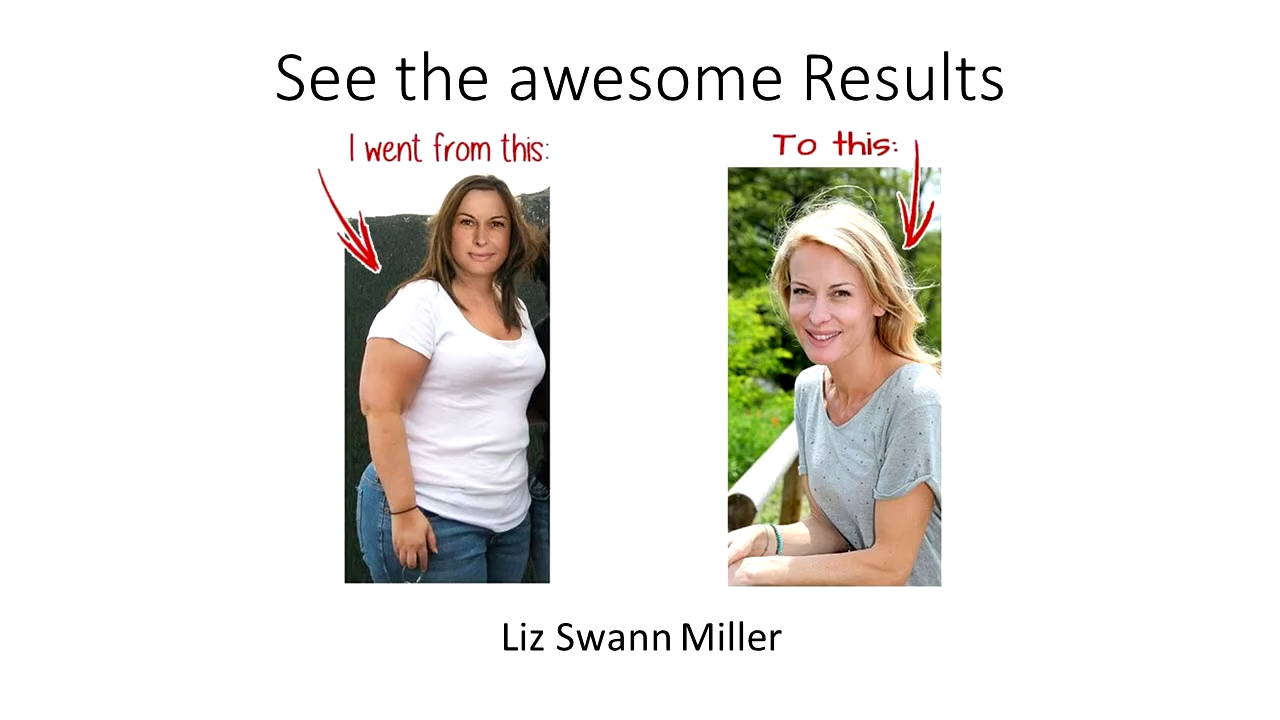 See the awesome Results
I went from this:
To this:
Liz Swann Miller